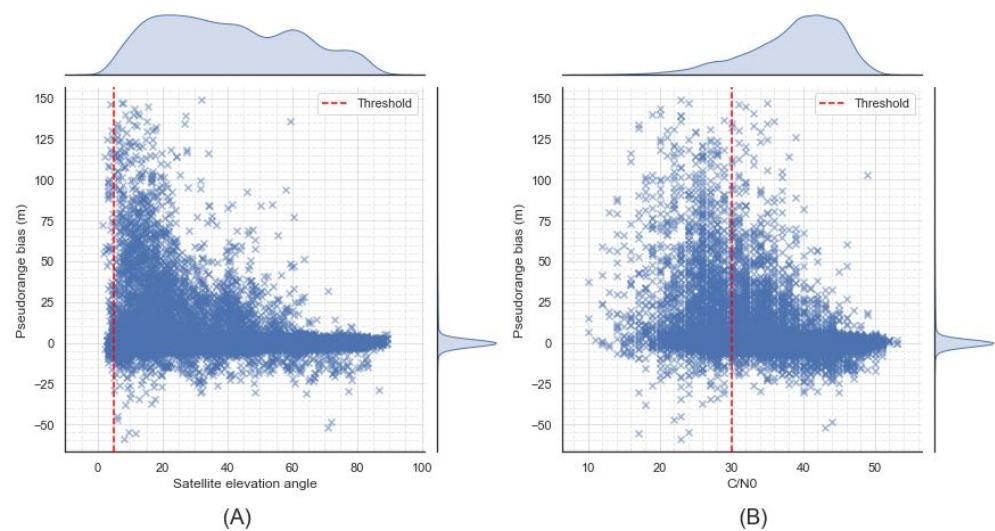 150
125
100
75
50
25
0
−25
−50
Pseudorange bias (m)
Threshold
0 20 40 60 80 100
Satellite elevation angle
(A)
150
125
100
75
50
25
0
−25
−50
Pseudorange bias (m)
Threshold
10 20 30 40 50
C/N0
(B)